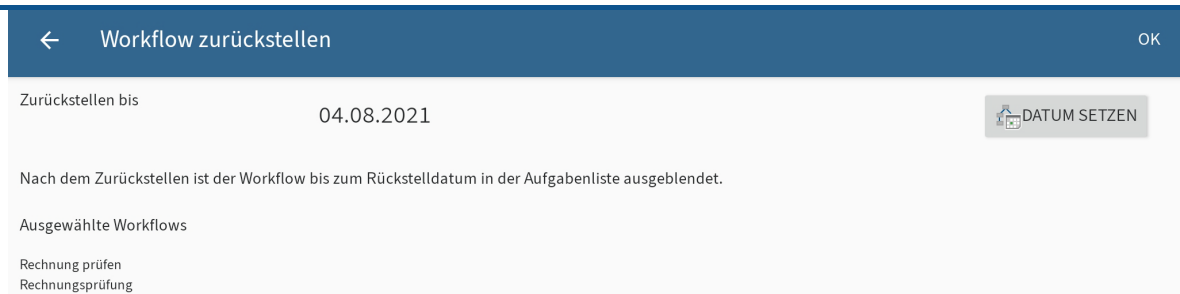 Workflow zurückstellen
OK
Zurückstellen bis
04.08.2021
DATUM SETZEN
Nach dem Zurückstellen ist der Workflow bis zum Rückstelldatum in der Aufgabenliste ausgeblendet.
Ausgewählte Workflows
Rechnung prüfen
Rechnungsprüfung